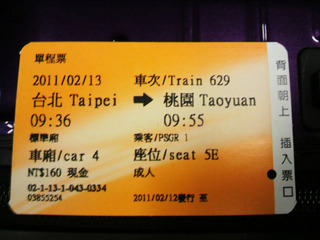 單程票
2011/02/13 車次/Train 629
台北 Taipei ➡ 桃園 Taoyuan
09:36 09:55
標準廂 乘客/PSGR 1
車廂/car 4 座位/seat 5E
NT$160 現金 成人
02-1-13-1-043-0334
03855254 2011/02/12發行
背面朝上 插入票口